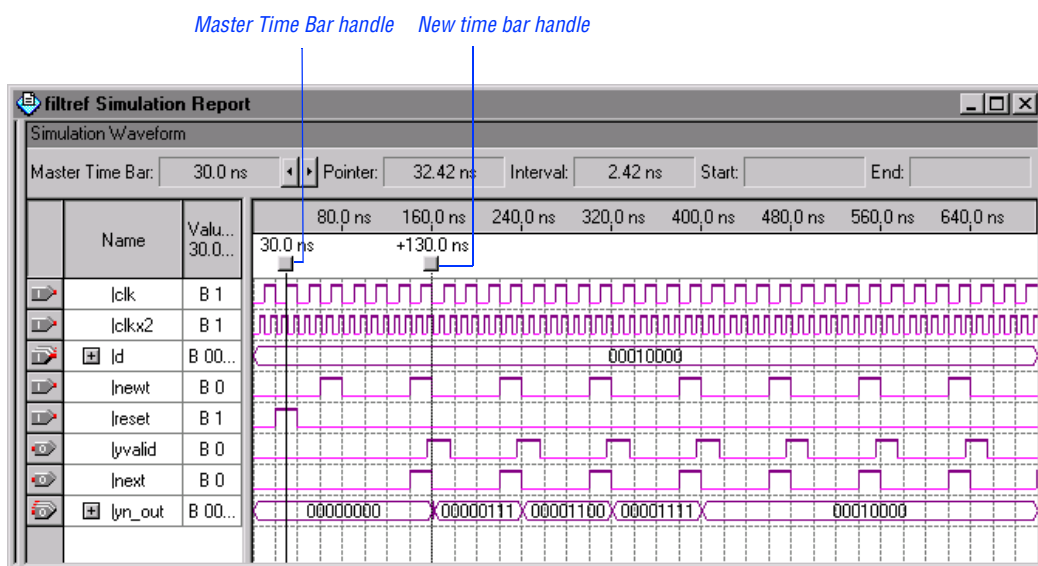 Master Time Bar handle New time bar handle
filtref Simulation Report
Simulation Waveform
Master Time Bar: 30.0 ns Pointer: 32.42 ns Interval: 2.42 ns Start: End:
Name Valu... 30.0...
80.0 ns 160.0 ns 240.0 ns 320.0 ns 400.0 ns 480.0 ns 560.0 ns 640.0 ns
30.0 ns +130.0 ns
|clk B 1
|clkx2 B 1
|d B 00... 00010000
|newt B 0
|reset B 1
|yvalid B 0
|next B 0
|yn_out B 00... 00000000 00000111 00001100 00001111 00010000